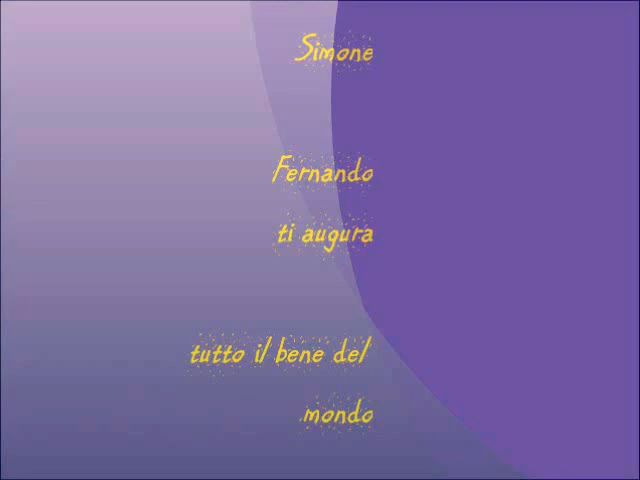 Simone
Fernando
ti augura
tutto il bene del
mondo